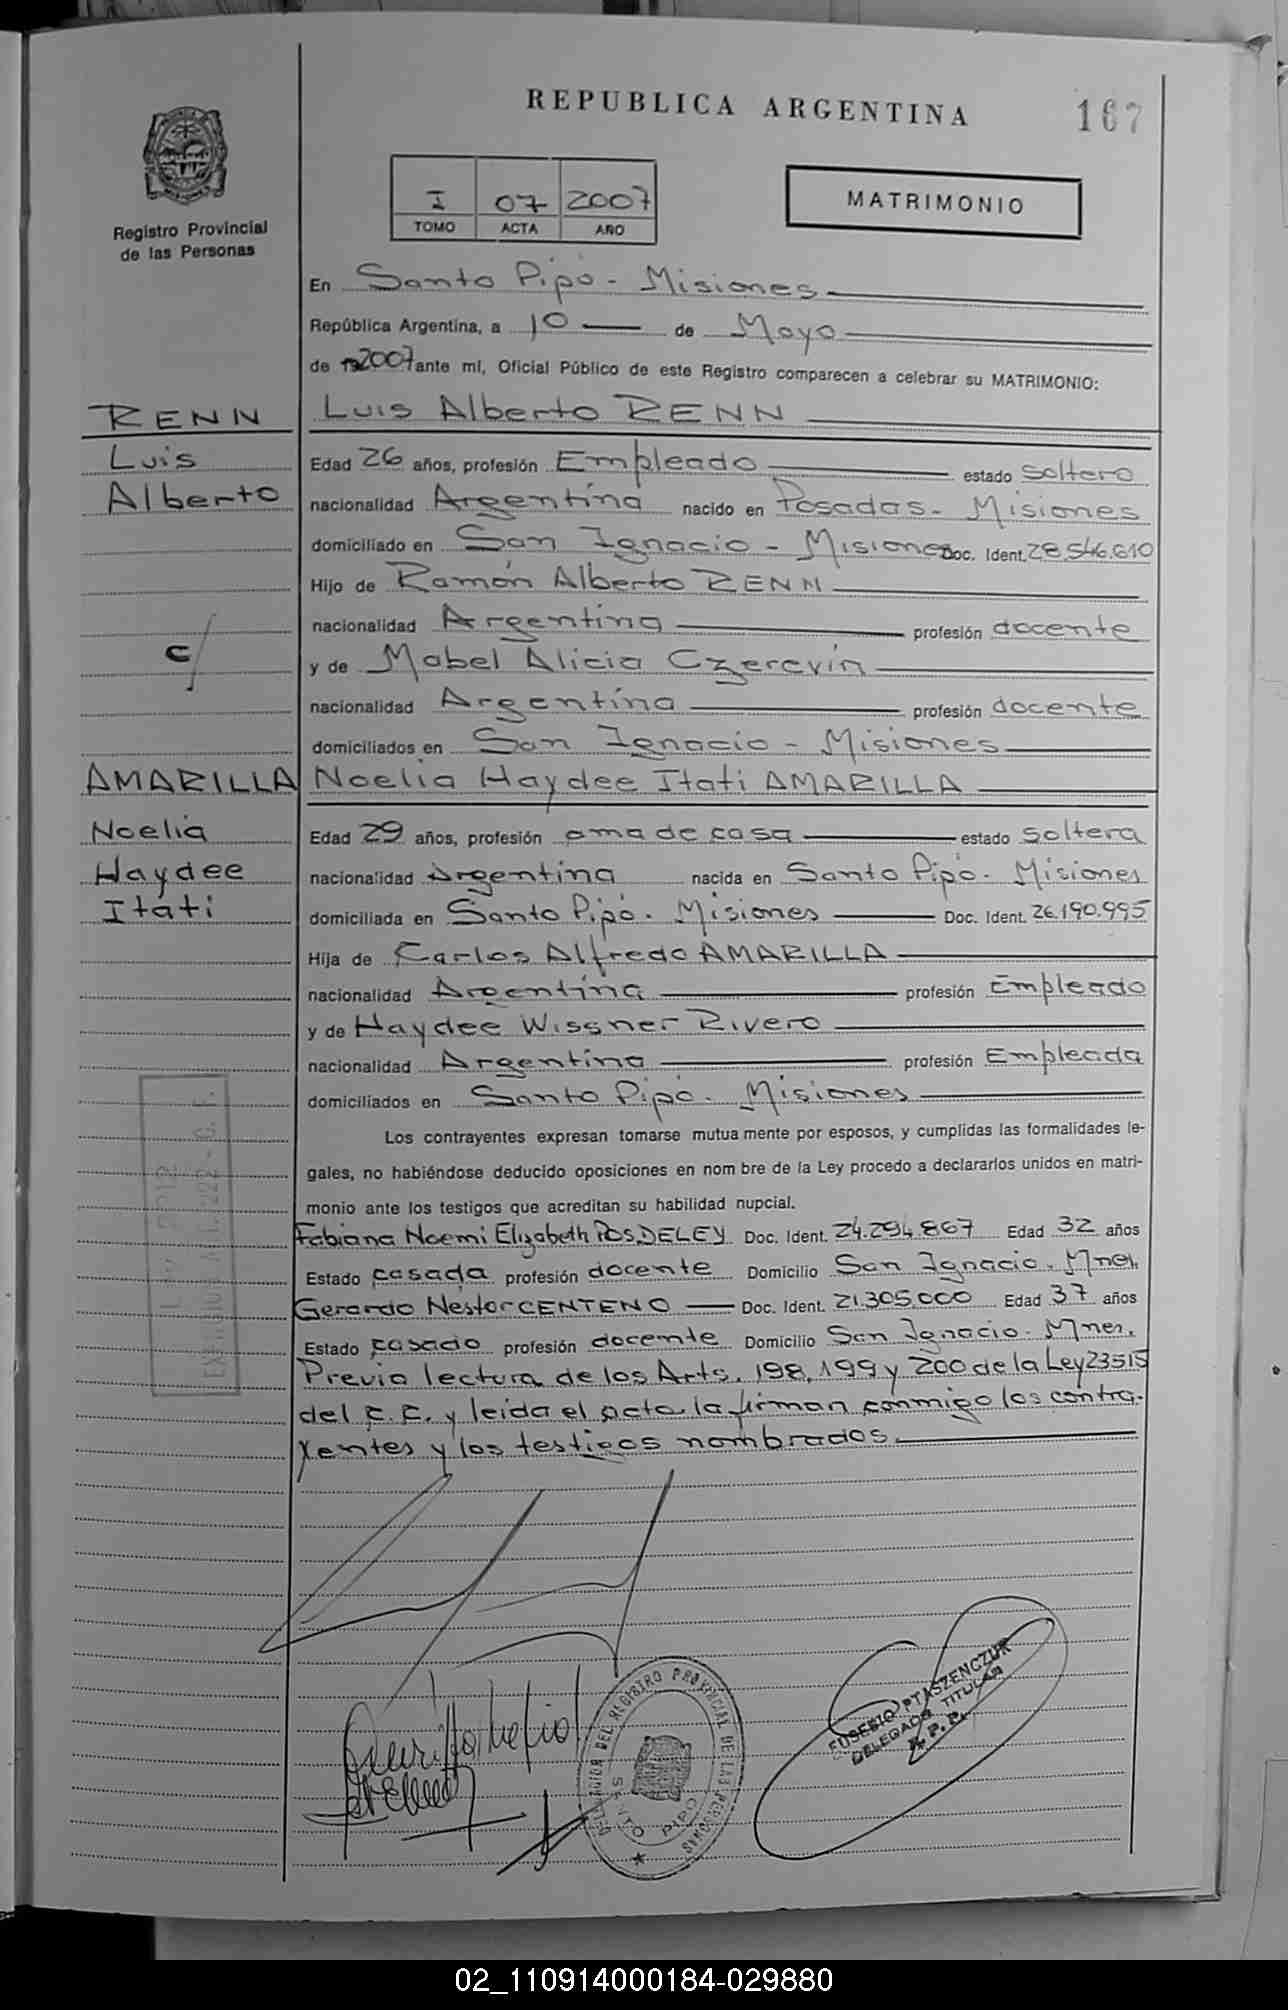 REPUBLICA ARGENTINA
167
Registro Provincial
de las Personas
I 07 2007
TOMO ACTA AÑO
MATRIMONIO
En Santo Pipó - Misiones
República Argentina, a 10 de Mayo
de 2007 ante mí, Oficial Público de este Registro comparecen a celebrar su MATRIMONIO:
RENN Luis Alberto RENN
Luis Edad 26 años, profesión Empleado estado soltero
Alberto nacionalidad Argentina nacido en Posadas - Misiones
domiciliado en San Ignacio - Misiones Doc. Ident. 28.546.610
Hijo de Ramón Alberto RENN
nacionalidad Argentina profesión docente
C/ y de Mabel Alicia Czerevin
nacionalidad Argentina profesión docente
domiciliados en San Ignacio - Misiones
AMARILLA Noelia Haydee Itati AMARILLA
Noelia Edad 29 años, profesión ama de casa estado soltera
Haydee nacionalidad Argentina nacida en Santo Pipó - Misiones
Itati domiciliada en Santo Pipó - Misiones Doc. Ident. 26.190.995
Hija de Carlos Alfredo AMARILLA
nacionalidad Argentina profesión Empleado
y de Haydee Wissner Rivero
nacionalidad Argentina profesión Empleada
domiciliados en Santo Pipó - Misiones
Los contrayentes expresan tomarse mutua mente por esposos, y cumplidas las formalidades le-
gales, no habiéndose deducido oposiciones en nom bre de la Ley procedo a declararlos unidos en matri-
monio ante los testigos que acreditan su habilidad nupcial.
Fabiana Noemi Elizabeth POSDELEY Doc. Ident. 24.294.867 Edad 32 años
Estado casada profesión docente Domicilio San Ignacio. Mnes.
Gerardo Nestor CENTENO Doc. Ident. 21.305.000 Edad 37 años
Estado casado profesión docente Domicilio San Ignacio. Mnes.
Previa lectura de los Arts. 198, 199 y 200 de la Ley 23515
del C.C. y leida el acta la firman conmigo los contra-
yentes y los testigos nombrados.
DEL REGISTRO PROVINCIAL DE LAS PERSONAS
PIPO
EUSEBIO PTASZENCZUK
DELEGADO TITULAR
R.P.P.
02_110914000184-029880